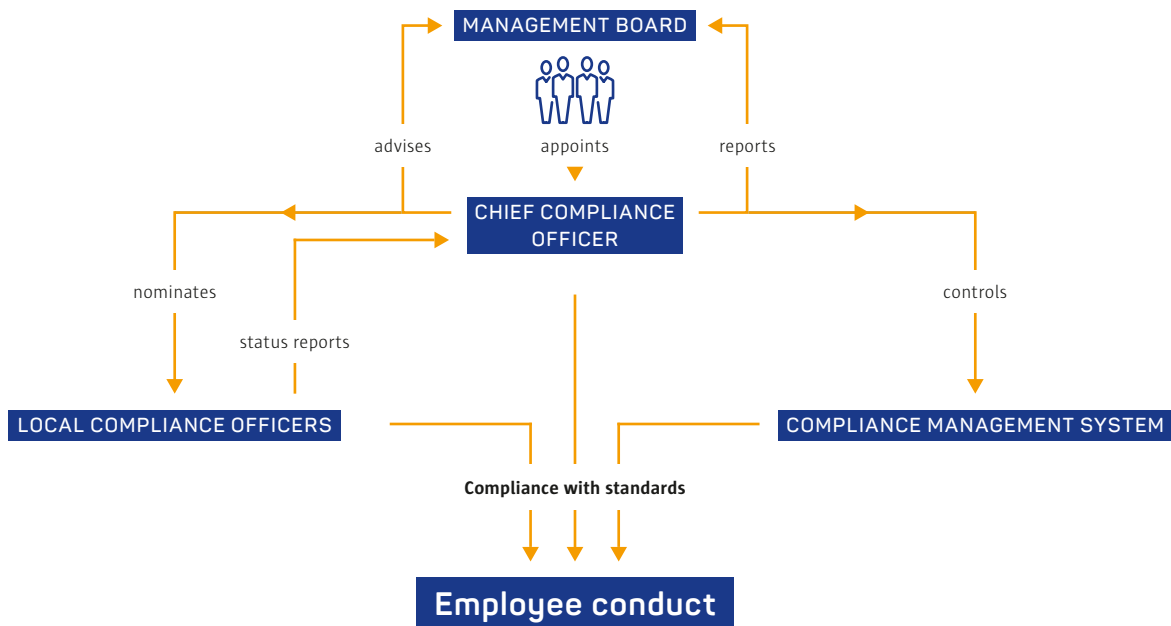 MANAGEMENT BOARD
advises
appoints
reports
CHIEF COMPLIANCE
OFFICER
nominates
controls
status reports
LOCAL COMPLIANCE OFFICERS
COMPLIANCE MANAGEMENT SYSTEM
Compliance with standards
Employee conduct